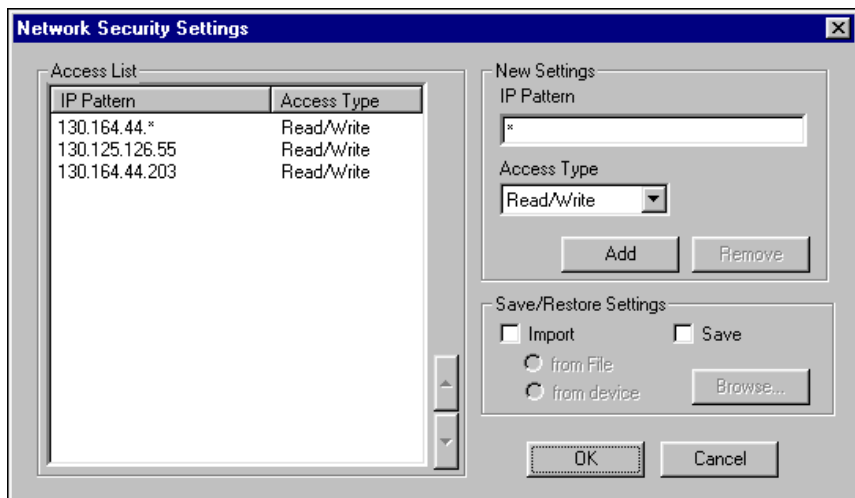 Network Security Settings
Access List
IP Pattern Access Type
130.164.44.* Read/Write
130.125.126.55 Read/Write
130.164.44.203 Read/Write
New Settings
IP Pattern
*
Access Type
Read/Write
Add Remove
Save/Restore Settings
Import Save
from File
from device Browse...
OK Cancel